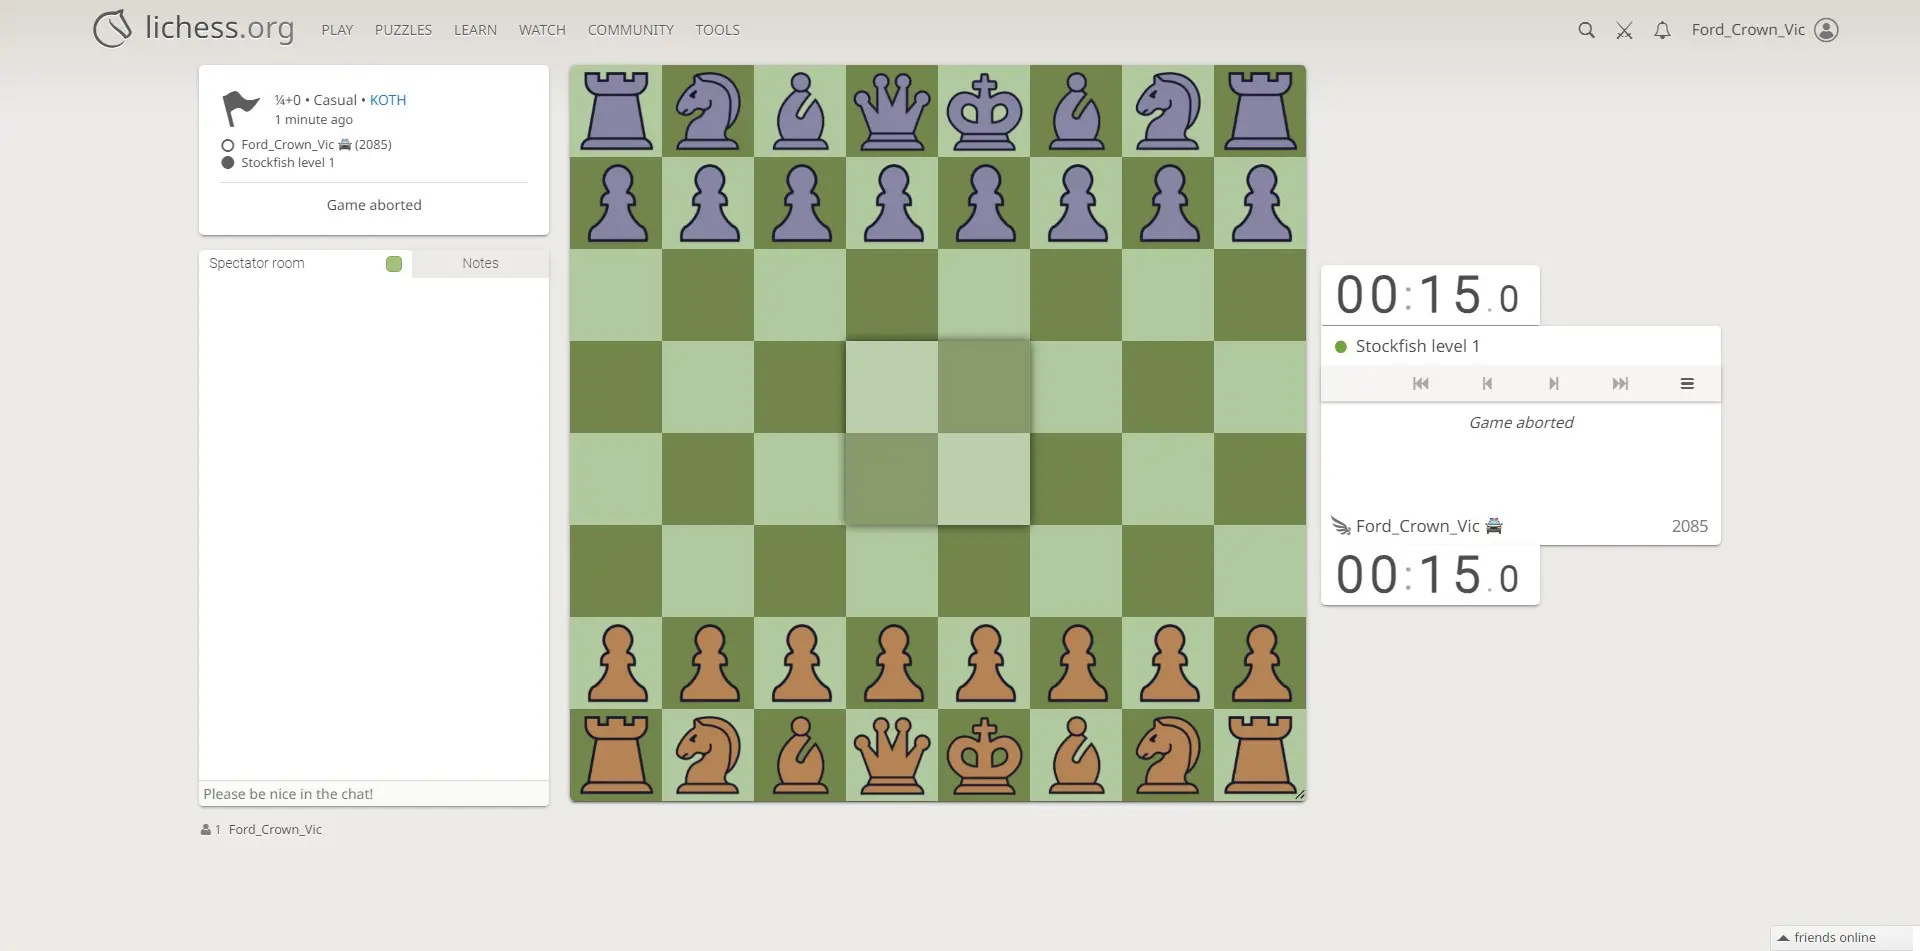 lichess.org PLAY PUZZLES LEARN WATCH COMMUNITY TOOLS Ford_Crown_Vic
¼+0 • Casual • KOTH
1 minute ago
Ford_Crown_Vic (2085)
Stockfish level 1
Game aborted
Spectator room Notes
Please be nice in the chat!
1 Ford_Crown_Vic
00:15.0
Stockfish level 1
Game aborted
Ford_Crown_Vic 2085
00:15.0
friends online